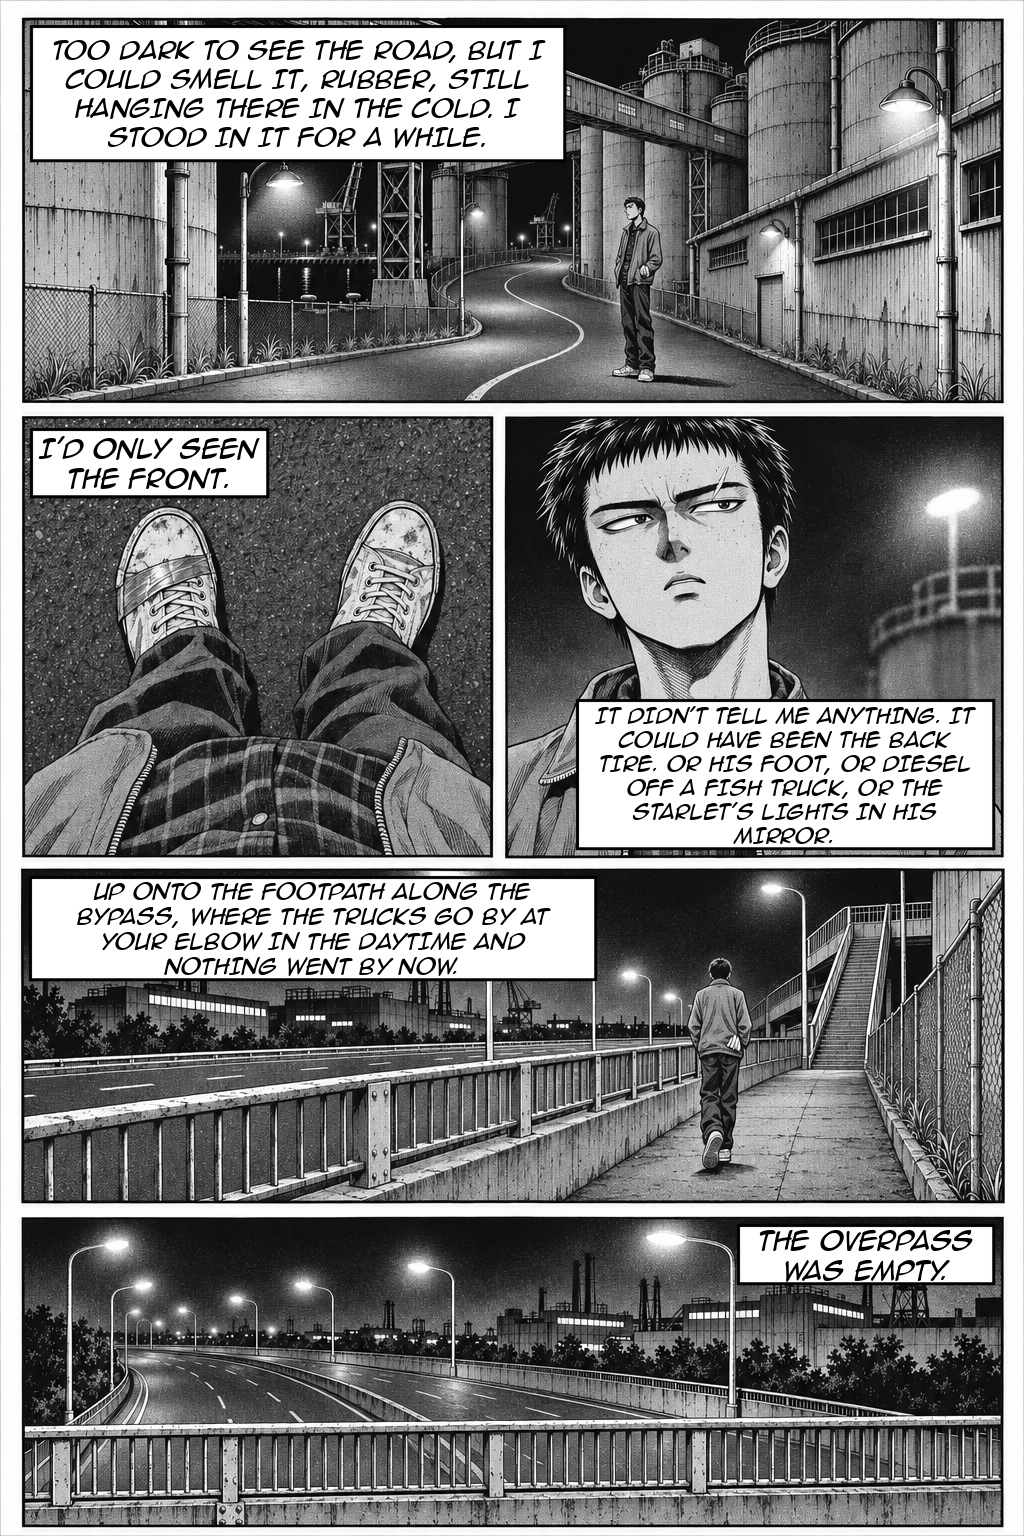 TOO DARK TO SEE THE ROAD, BUT I
COULD SMELL IT, RUBBER, STILL
HANGING THERE IN THE COLD. I
STOOD IN IT FOR A WHILE.
I'D ONLY SEEN
THE FRONT.
IT DIDN'T TELL ME ANYTHING. IT
COULD HAVE BEEN THE BACK
TIRE. OR HIS FOOT, OR DIESEL
OFF A FISH TRUCK, OR THE
STARLET'S LIGHTS IN HIS
MIRROR.
UP ONTO THE FOOTPATH ALONG THE
BYPASS, WHERE THE TRUCKS GO BY AT
YOUR ELBOW IN THE DAYTIME AND
NOTHING WENT BY NOW.
THE OVERPASS
WAS EMPTY.